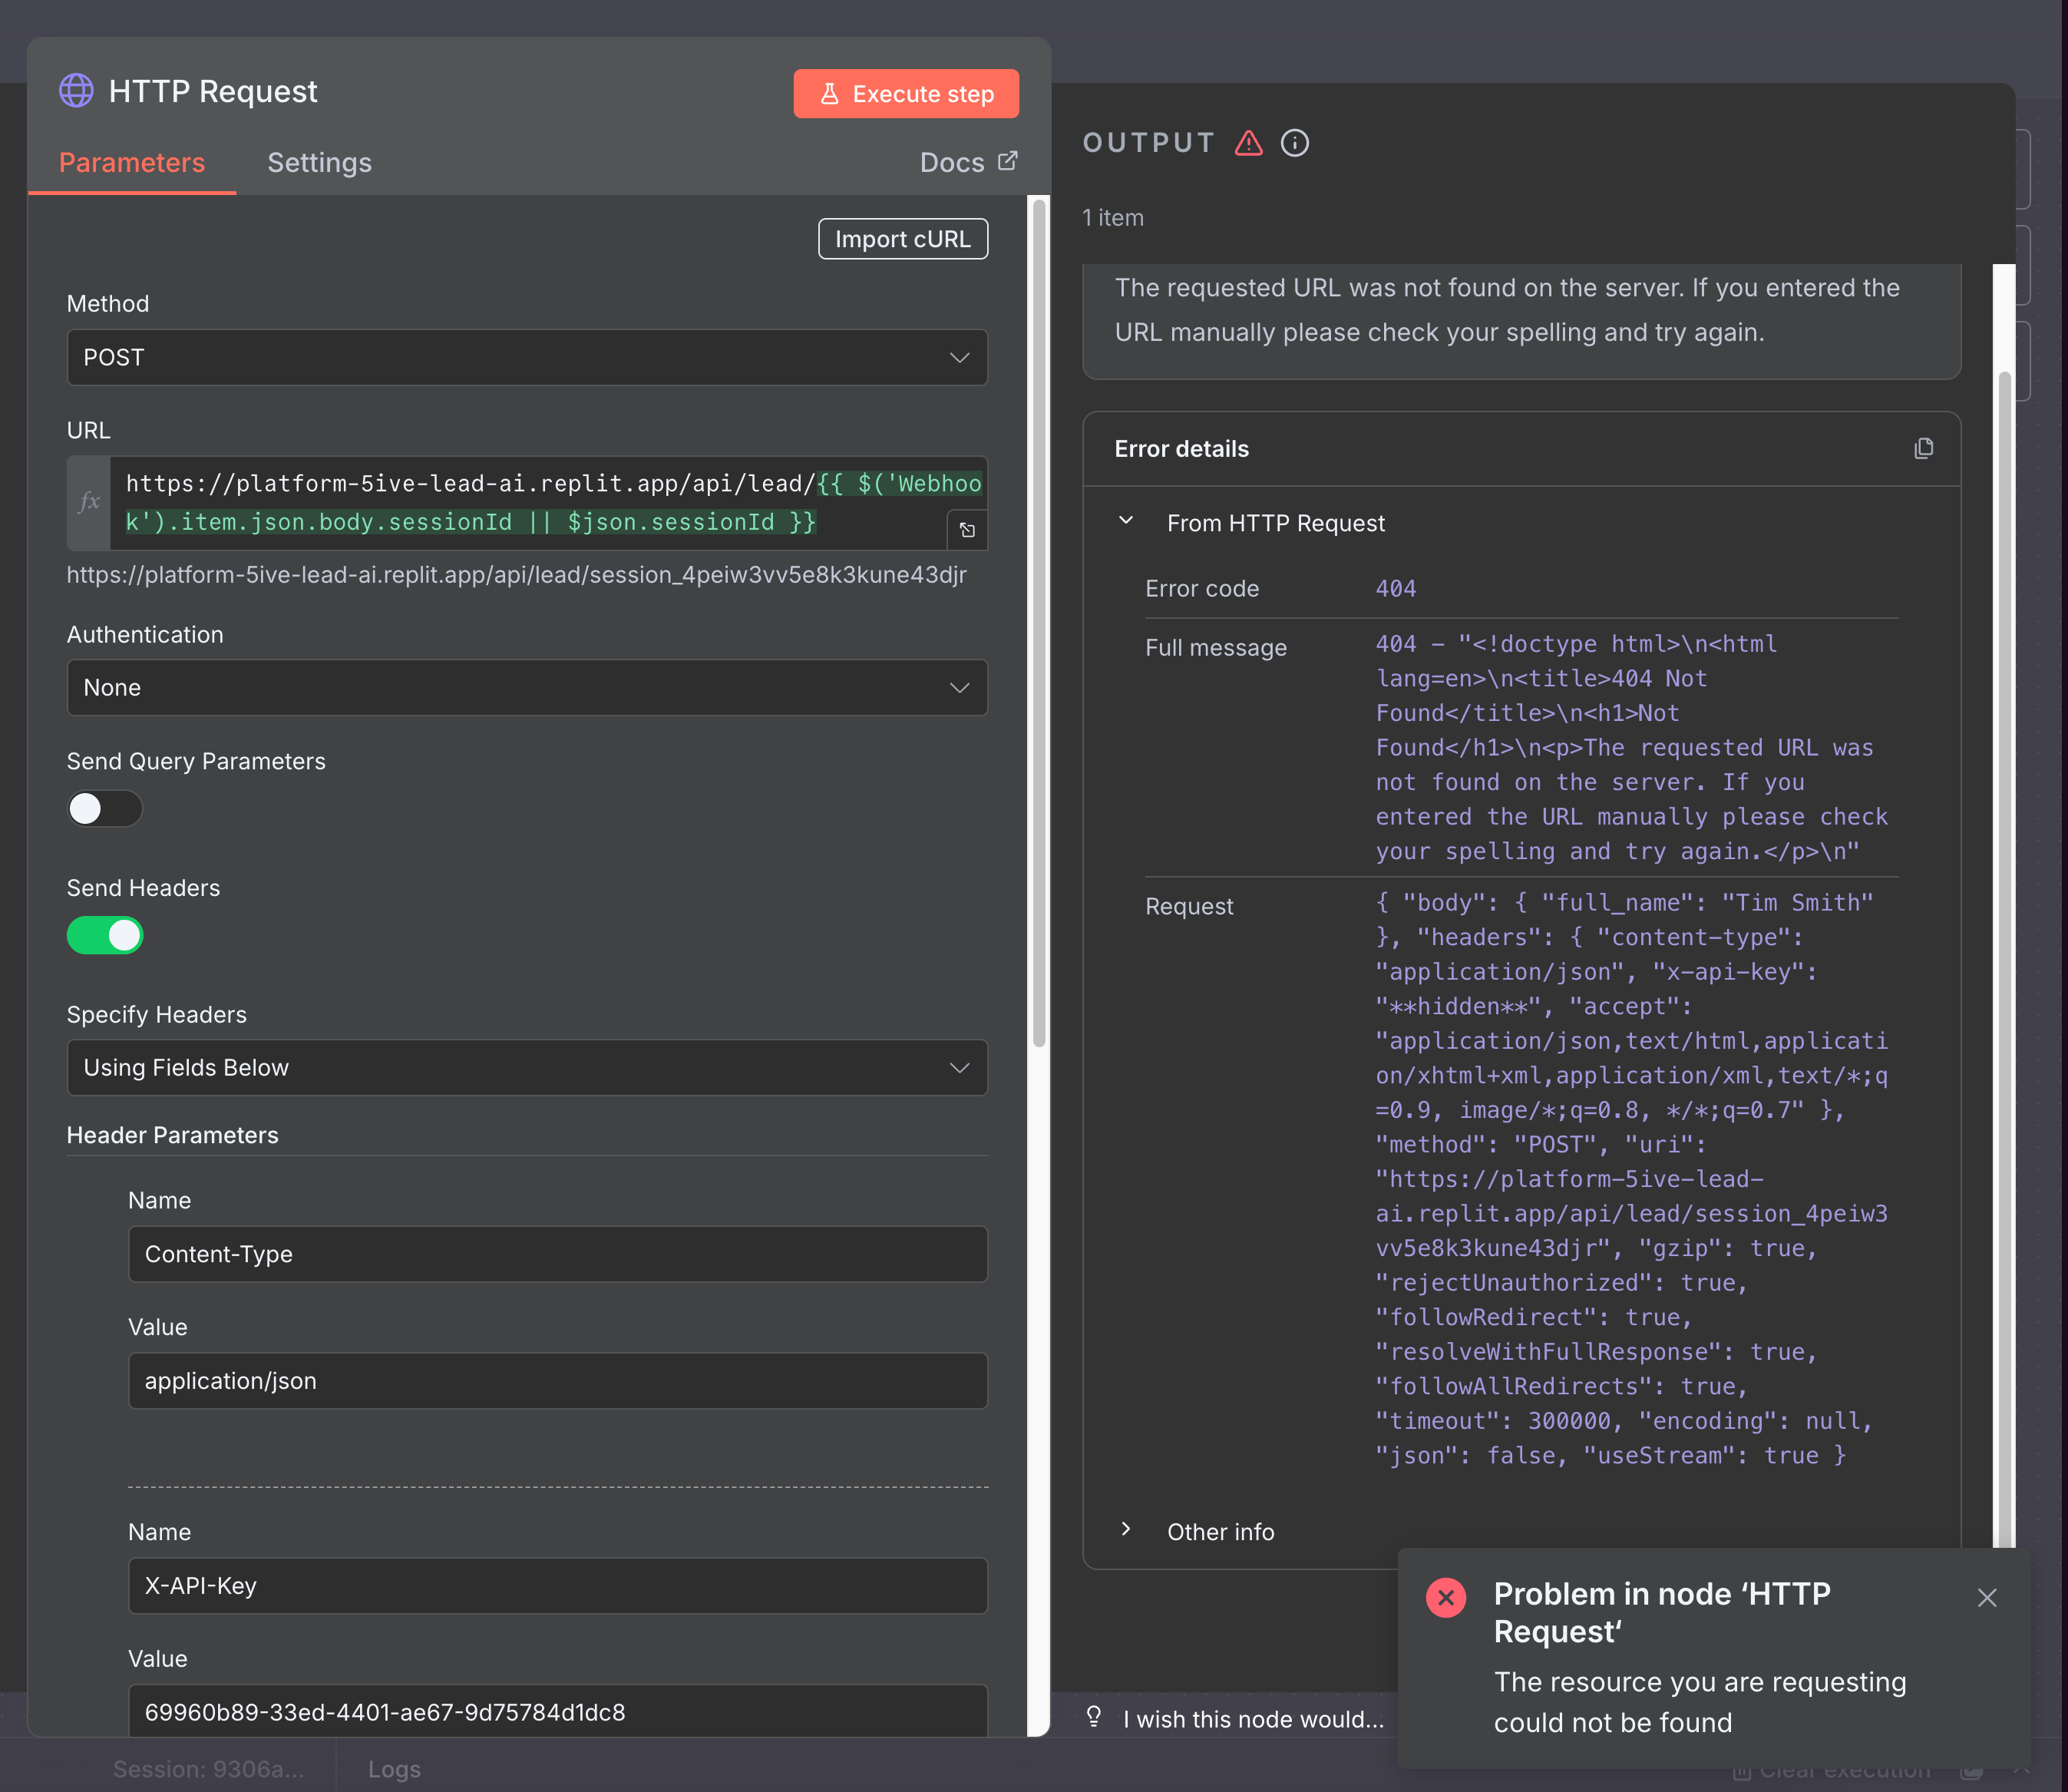 HTTP Request
Execute step
Parameters
Settings
Docs
Import cURL
Method
POST
URL
fx
https://platform-5ive-lead-ai.replit.app/api/lead/{{ $('Webhoo
k').item.json.body.sessionId || $json.sessionId }}
https://platform-5ive-lead-ai.replit.app/api/lead/session_4peiw3vv5e8k3kune43djr
Authentication
None
Send Query Parameters
Send Headers
Specify Headers
Using Fields Below
Header Parameters
Name
Content-Type
Value
application/json
Name
X-API-Key
Value
69960b89-33ed-4401-ae67-9d75784d1dc8
OUTPUT
1 item
The requested URL was not found on the server. If you entered the
URL manually please check your spelling and try again.
Error details
From HTTP Request
Error code
404
Full message
404 - "<!doctype html>\n<html
lang=en>\n<title>404 Not
Found</title>\n<h1>Not
Found</h1>\n<p>The requested URL was
not found on the server. If you
entered the URL manually please check
your spelling and try again.</p>\n"
Request
{ "body": { "full_name": "Tim Smith"
}, "headers": { "content-type":
"application/json", "x-api-key":
"**hidden**", "accept":
"application/json,text/html,applicati
on/xhtml+xml,application/xml,text/*;q
=0.9, image/*;q=0.8, */*;q=0.7" },
"method": "POST", "uri":
"https://platform-5ive-lead-
ai.replit.app/api/lead/session_4peiw3
vv5e8k3kune43djr", "gzip": true,
"rejectUnauthorized": true,
"followRedirect": true,
"resolveWithFullResponse": true,
"followAllRedirects": true,
"timeout": 300000, "encoding": null,
"json": false, "useStream": true }
Other info
Problem in node ‘HTTP
Request‘
The resource you are requesting
could not be found
I wish this node would...
Session: 9306a...
Logs
Clear execution